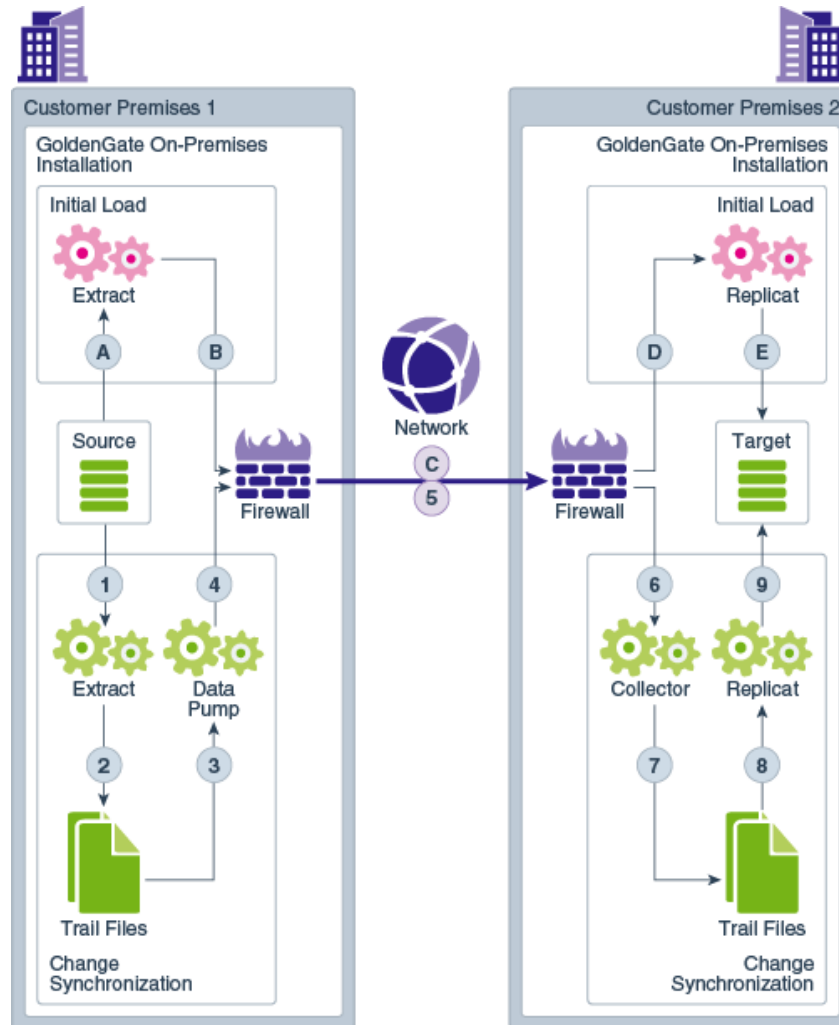 Customer Premises 1
GoldenGate On-Premises
Installation
Initial Load
Extract
A
B
Source
Firewall
1
4
Extract
Data
Pump
2
3
Trail Files
Change
Synchronization
Network
C
5
Customer Premises 2
GoldenGate On-Premises
Installation
Initial Load
Replicat
D
E
Firewall
Target
6
9
Collector
Replicat
7
8
Trail Files
Change
Synchronization